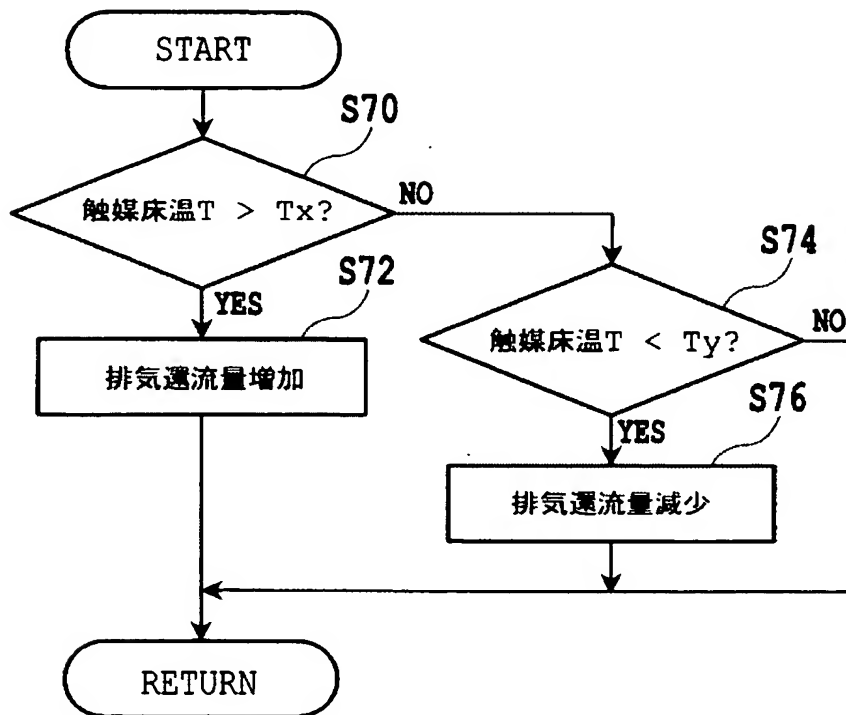 START
S70
触媒床温T > Tx?
NO
S74
YES
S72
触媒床温T < Ty?
NO
排気還流量増加
YES
S76
排気還流量減少
RETURN